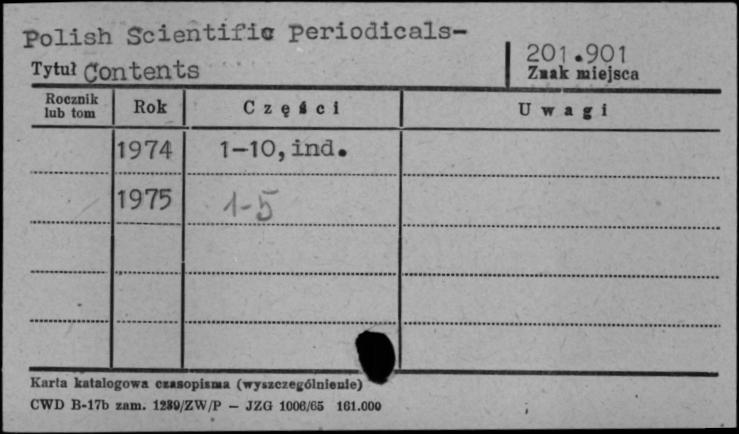 Polish Scientific Periodicals-
Tytuł Contents
201.901
Znak miejsca
Rocznik lub tom Rok Części Uwagi
1974 1-10, ind.
1975 1-5
Karta katalogowa czasopisma (wyszczególnienie)
CWD B-17b zam. 1289/ZW/P — JZG 1006/65 161.000